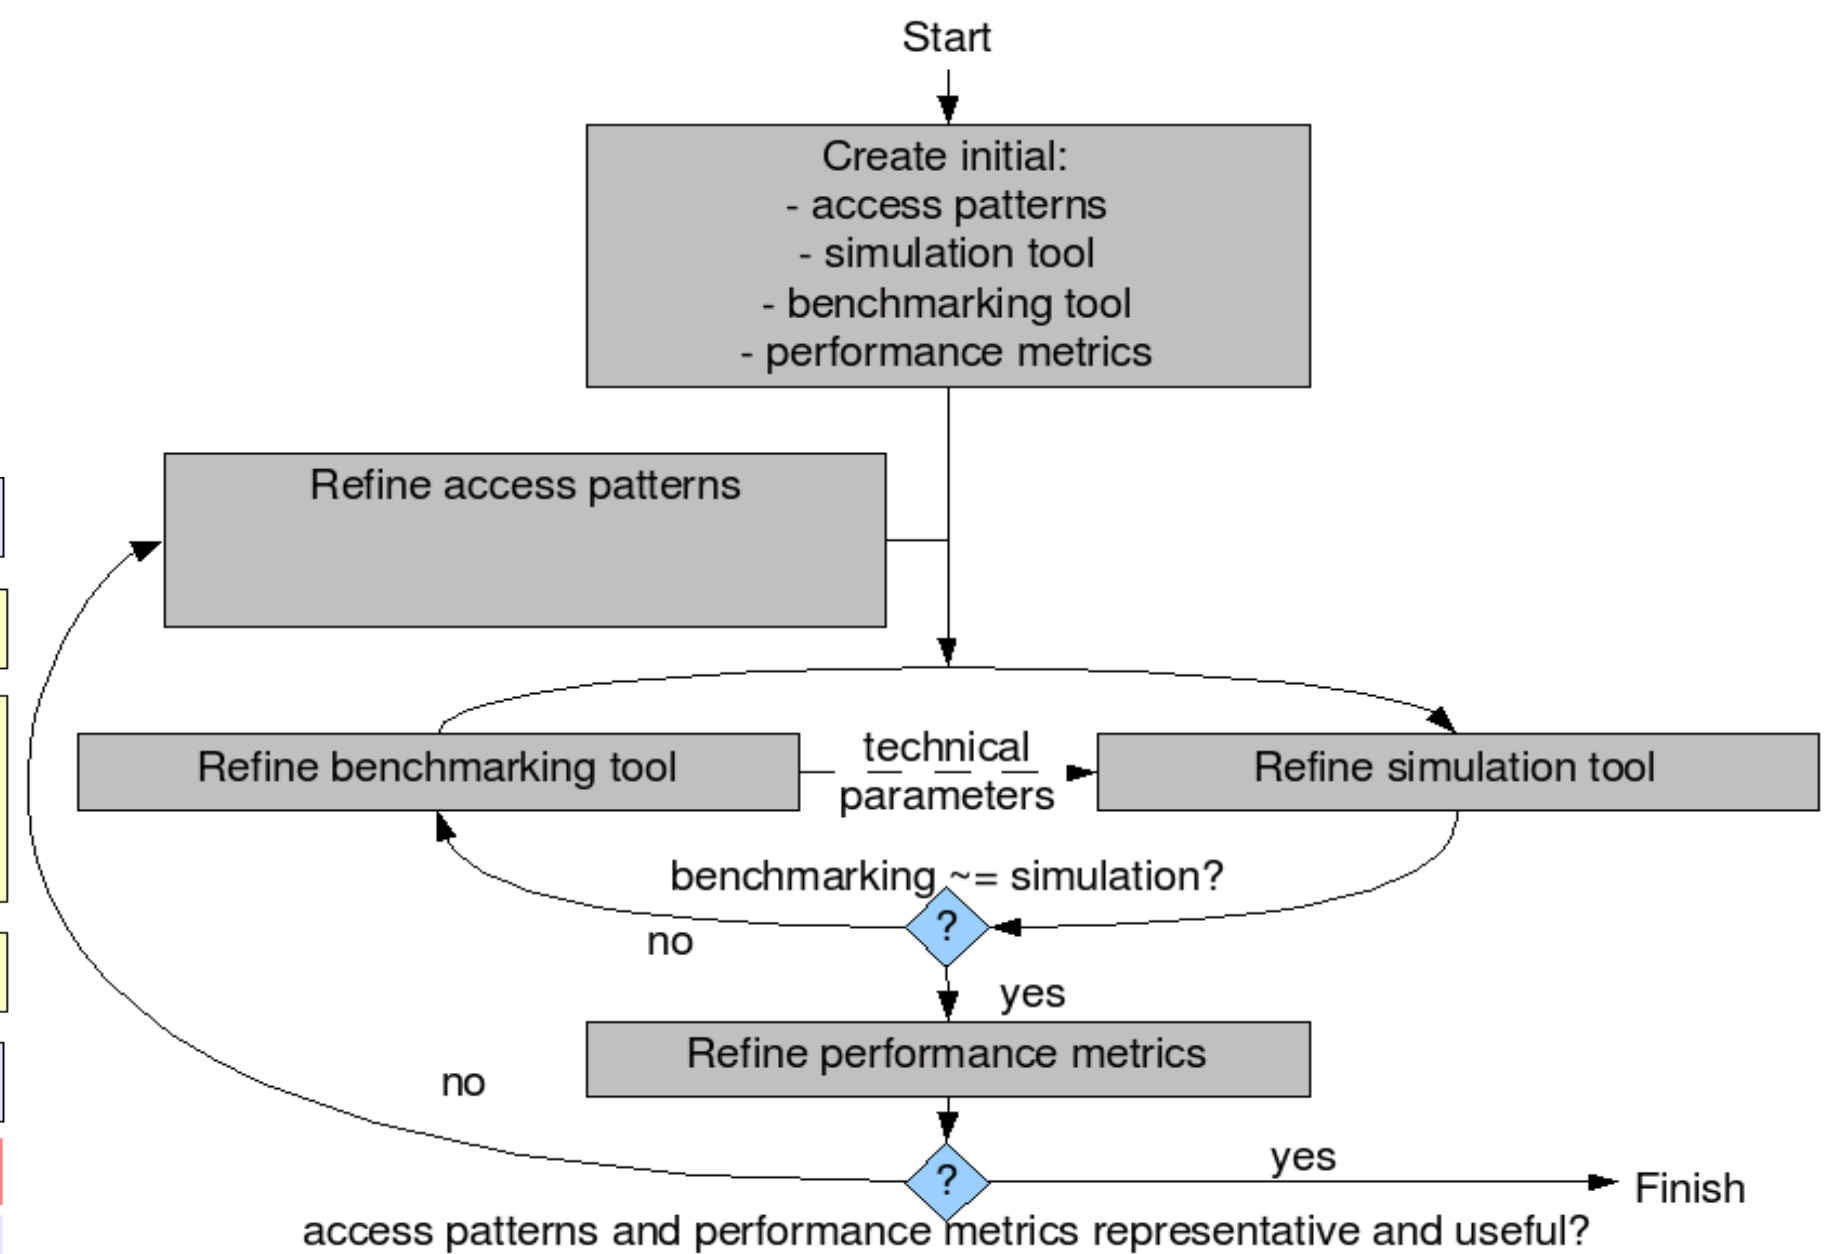 Start
Create initial:
- access patterns
- simulation tool
- benchmarking tool
- performance metrics
Refine access patterns
Refine benchmarking tool
technical
parameters
Refine simulation tool
benchmarking ~= simulation?
?
no
yes
Refine performance metrics
no
?
yes
Finish
access patterns and performance metrics representative and useful?